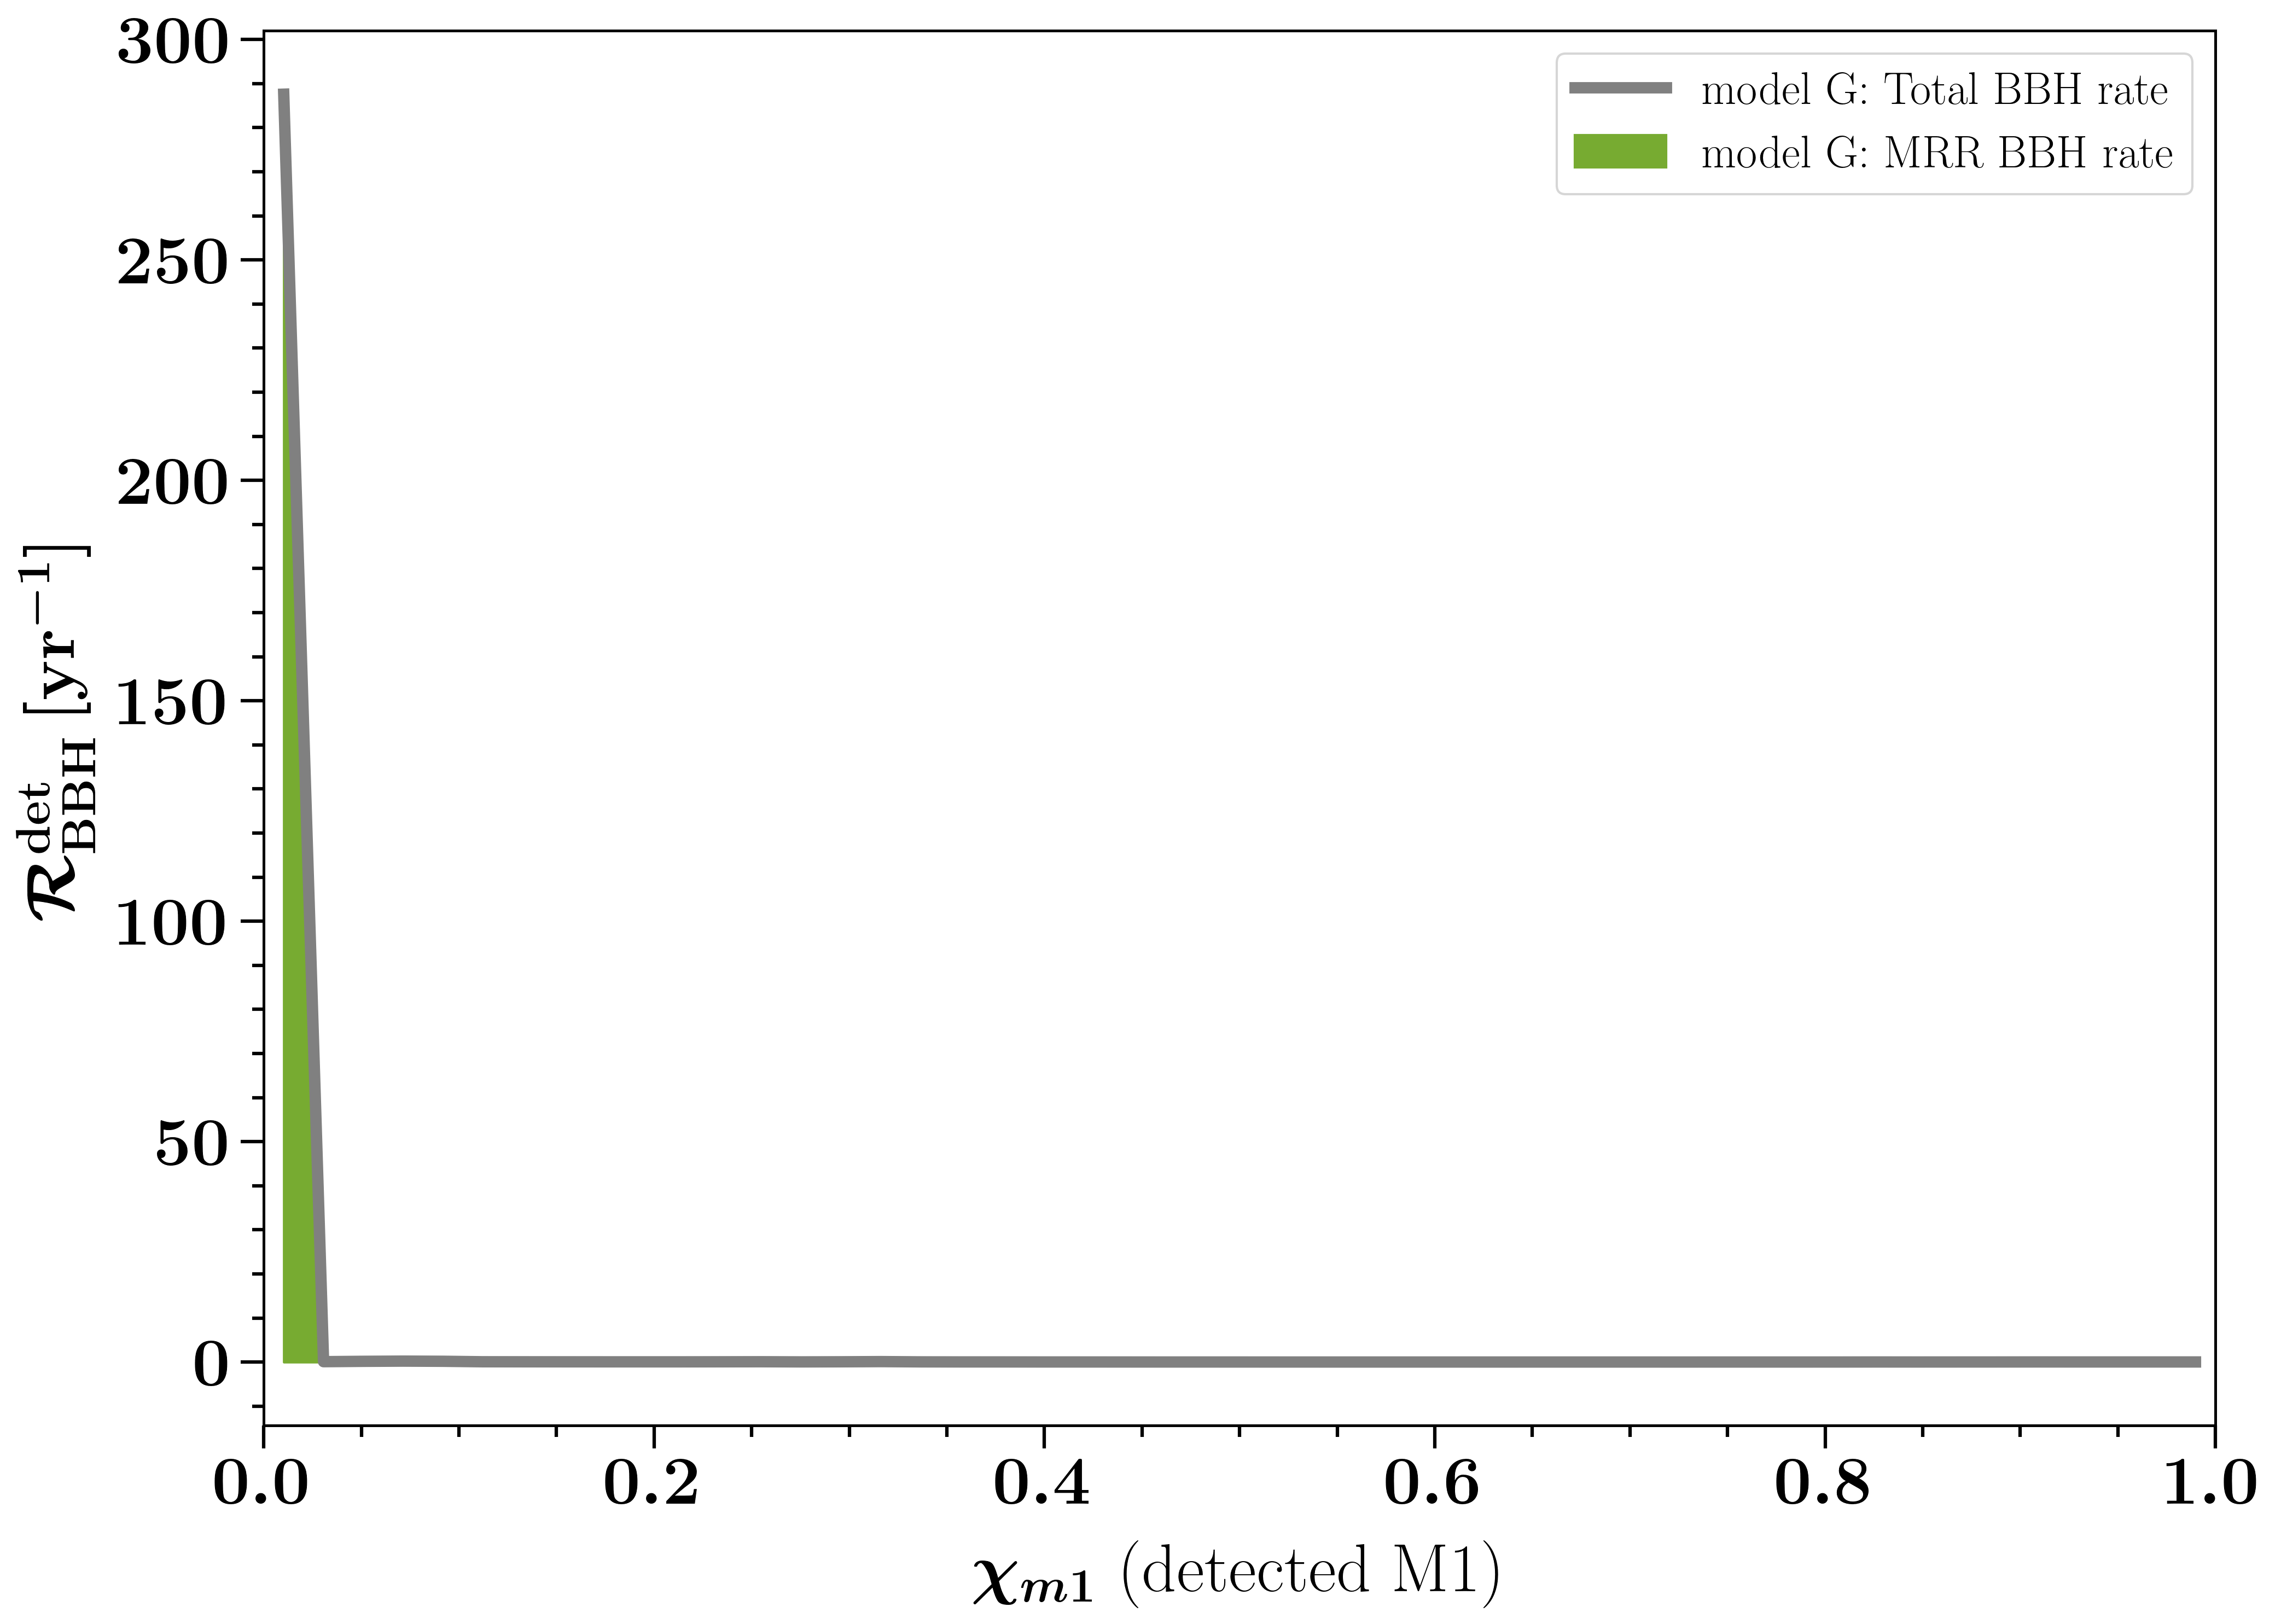 model G: Total BBH rate
model G: MRR BBH rate
300
250
200
150
100
50
0
0.0 0.2 0.4 0.6 0.8 1.0
χ_m1 (detected M1)
ℛ^det_BBH [yr^−1]